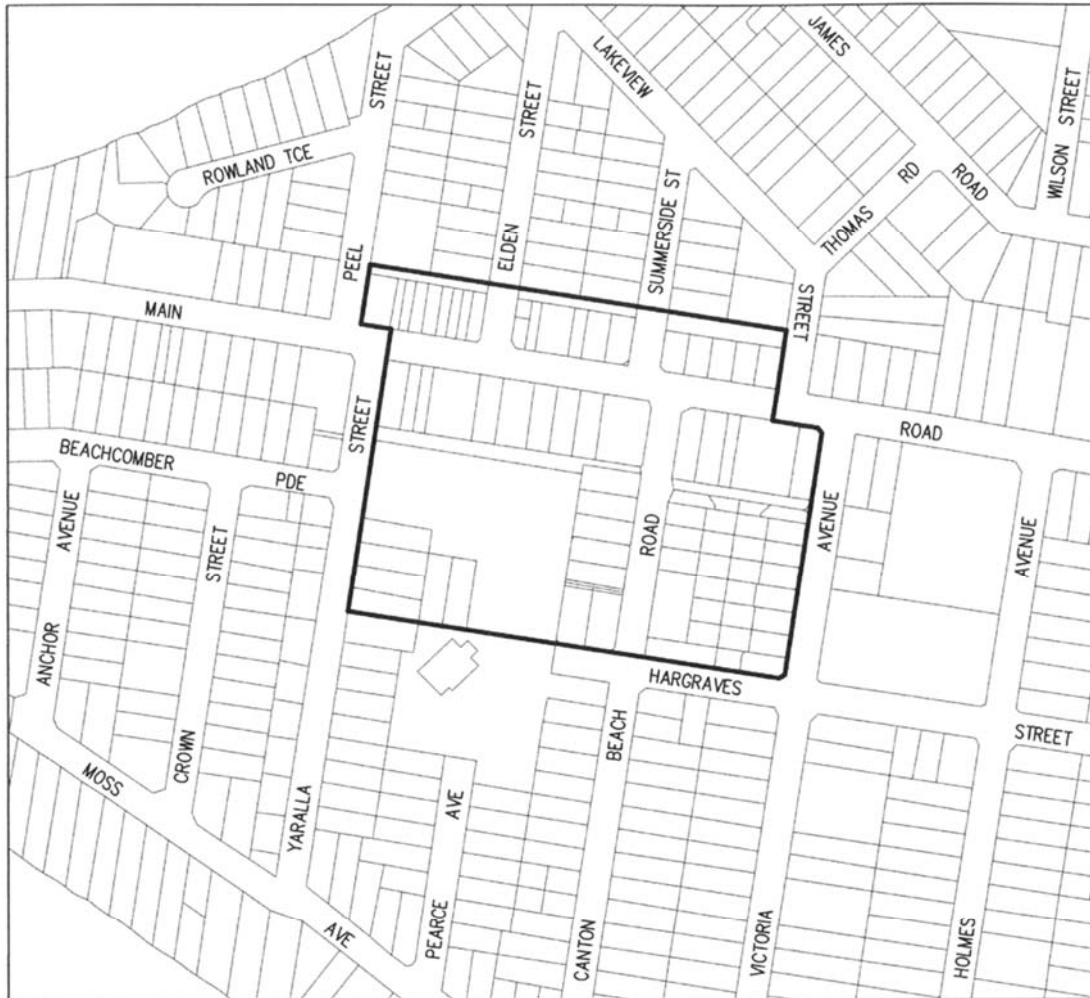 JAMES
LAKEVIEW
STREET
STREET
WILSON STREET
ROWLAND TCE
ROAD
THOMAS RD
SUMMERSIDE ST
ELDEN
PEEL
STREET
MAIN
STREET
ROAD
BEACHCOMBER
PDE
AVENUE
STREET
ROAD
AVENUE
AVENUE
ANCHOR
HARGRAVES
STREET
CROWN
BEACH
MOSS
YARALLA
AVE
AVE
PEARCE
CANTON
VICTORIA
HOLMES